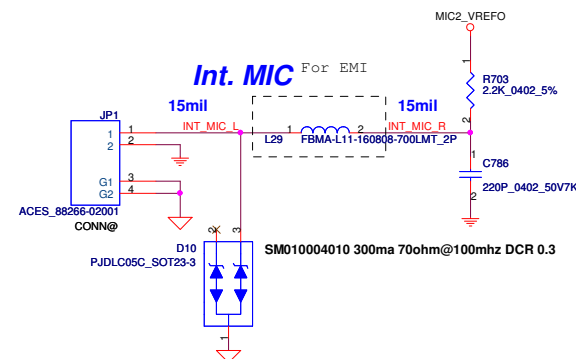 MIC2_VREFO
Int. MIC
For EMI
1
R703
2.2K_0402_5%
2
15mil
15mil
JP1
1
1
INT_MIC_L
L29
1
2
INT_MIC_R
FBMA-L11-160808-700LMT_2P
2
2
1
C786
220P_0402_50V7K
2
G1
3
G2
4
ACES_88266-02001
CONN@
2
3
D10
PJDLC05C_SOT23-3
SM010004010 300ma 70ohm@100mhz DCR 0.3
1